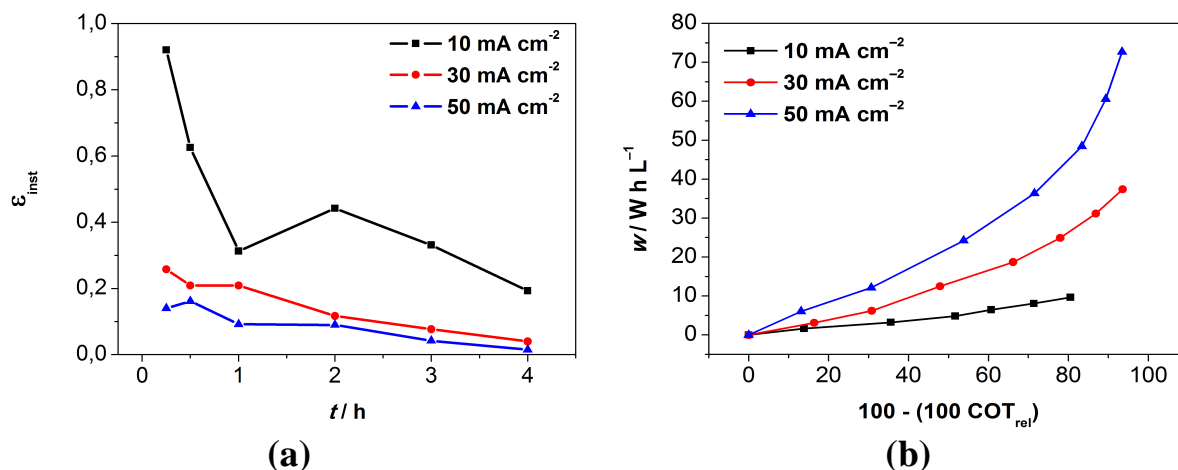 1,0
0,8
0,6
0,4
0,2
0,0
ε_inst
10 mA cm⁻²
30 mA cm⁻²
50 mA cm⁻²
0 1 2 3 4
t / h
(a)
80
70
60
50
40
30
20
10
0
w / W h L⁻¹
10 mA cm⁻²
30 mA cm⁻²
50 mA cm⁻²
0 20 40 60 80 100
100 - (100 COT_rel)
(b)